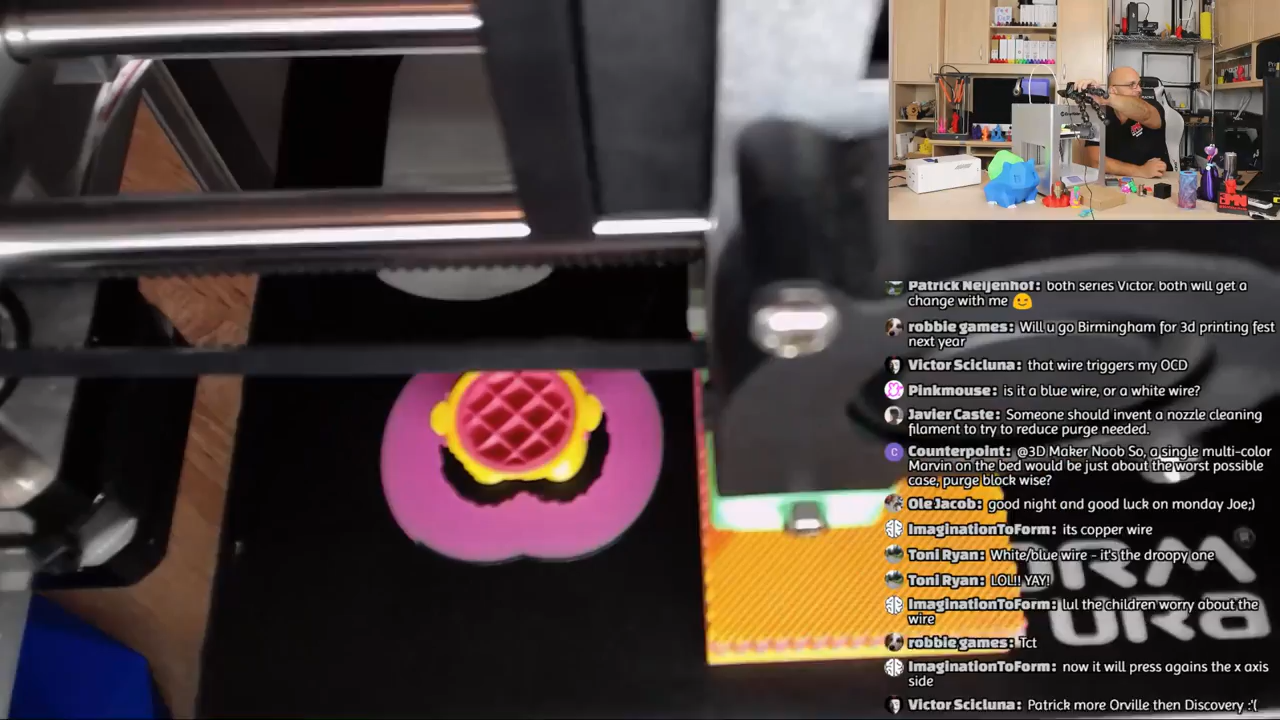 Patrick Neijenhof: both series Victor. both will get a
change with me
robbie games: Will u go Birmingham for 3d printing fest
next year
Victor Scicluna: that wire triggers my OCD
Pinkmouse: is it a blue wire, or a white wire?
Javier Caste: Someone should invent a nozzle cleaning
filament to try to reduce purge needed.
C Counterpoint: @3D Maker Noob So, a single multi-color
Marvin on the bed would be just about the worst possible
case, purge block wise?
Ole Jacob: good night and good luck on monday Joe;)
ImaginationToForm: its copper wire
Toni Ryan: White/blue wire - it's the droopy one
Toni Ryan: LOL!! YAY!
ImaginationToForm: lul the children worry about the
wire
robbie games: Tct
ImaginationToForm: now it will press agains the x axis
side
Victor Scicluna: Patrick more Orville then Discovery :'(